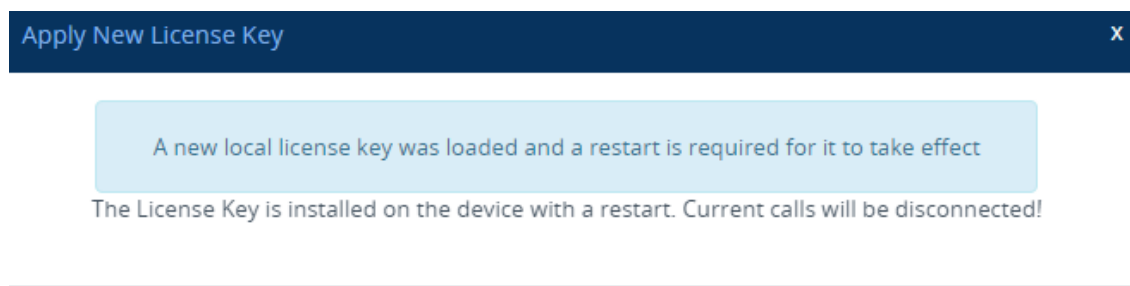 Apply New License Key
X
A new local license key was loaded and a restart is required for it to take effect
The License Key is installed on the device with a restart. Current calls will be disconnected!